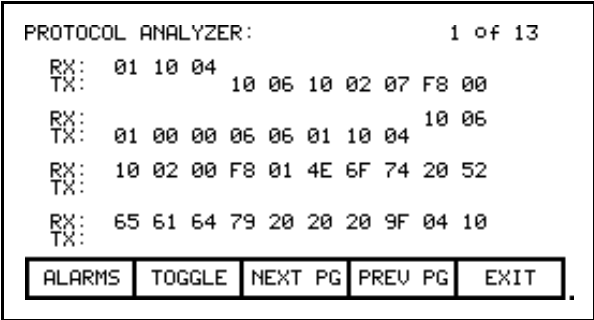 PROTOCOL ANALYZER: 1 of 13
RX: 01 10 04
TX: 10 06 10 02 07 F8 00
RX: 10 06
TX: 01 00 00 06 06 01 10 04
RX: 10 02 00 F8 01 4E 6F 74 20 52
TX:
RX: 65 61 64 79 20 20 20 9F 04 10
TX:
ALARMS TOGGLE NEXT PG PREV PG EXIT